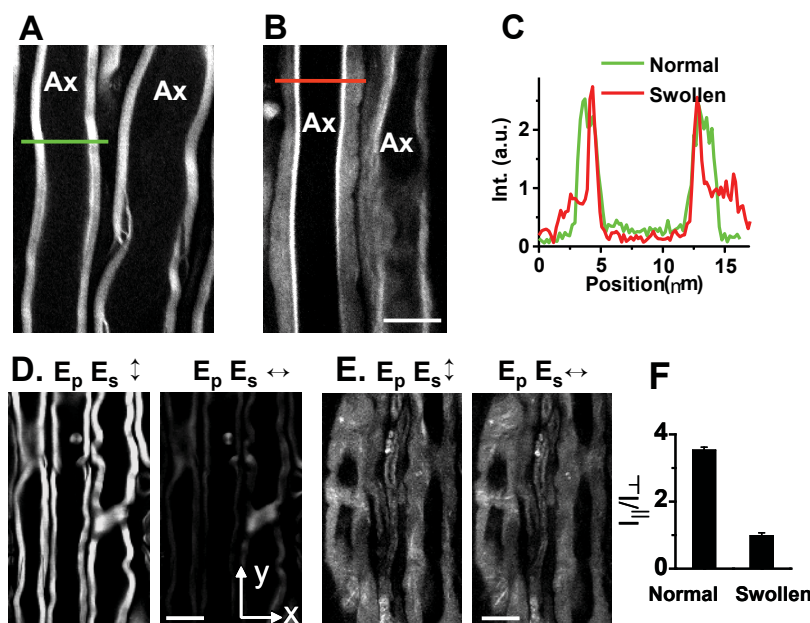 A
B
C
Ax
Ax
Ax
Ax
Normal
Swollen
Int. (a.u.)
2
1
0
0 5 10 15
Position(ηm)
D. Ep Es ↕
Ep Es ↔
E. Ep Es ↕
Ep Es ↔
F
y
x
I||/I⊥
4
2
0
Normal Swollen